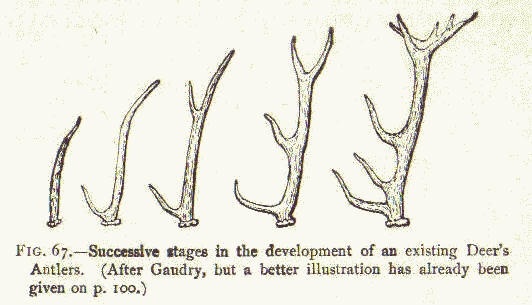 FIG. 67.—Successive stages in the development of an existing Deer's
Antlers. (After Gaudry, but a better illustration has already been
given on p. 100.)